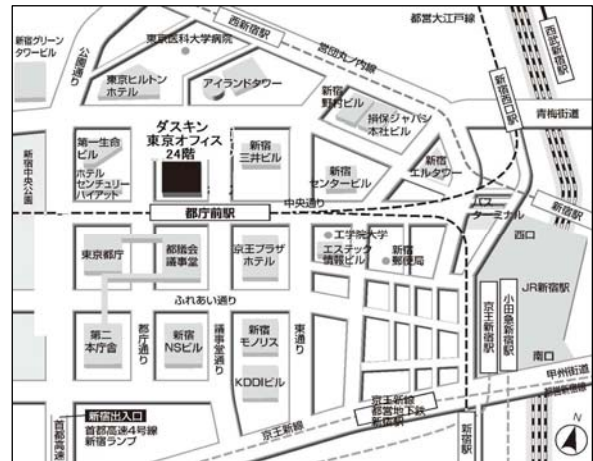 都営大江戸線
西新宿駅
西武新宿駅
新宿グリーン
タワービル
公園通り
東京医科大学病院
営団丸ノ内線
東京ヒルトン
ホテル
アイランドタワー
新宿
野村ビル
新宿西口駅
損保ジャパン
本社ビル
青梅街道
ダスキン
東京オフィス
24階
第一生命
ビル
ホテル
センチュリー
ハイアット
新宿
三井ビル
新宿
センタービル
新宿
エルタワー
新宿中央公園
中央通り
バス
ターミナル
新宿駅
都庁前駅
西口
東京都庁
都議会
議事堂
京王プラザ
ホテル
工学院大学
エステック
情報ビル
新宿
郵便局
JR新宿駅
ふれあい通り
京王新宿駅
小田急新宿駅
第二
本庁舎
都庁通り
新宿
NSビル
議事堂通り
新宿
モノリス
東通り
KDDIビル
南口
甲州街道
都営新宿線
新宿出入口
首都高速4号線
新宿ランプ
首都高速
京王新線
京王新線
都営地下鉄
新宿駅
新宿駅
N